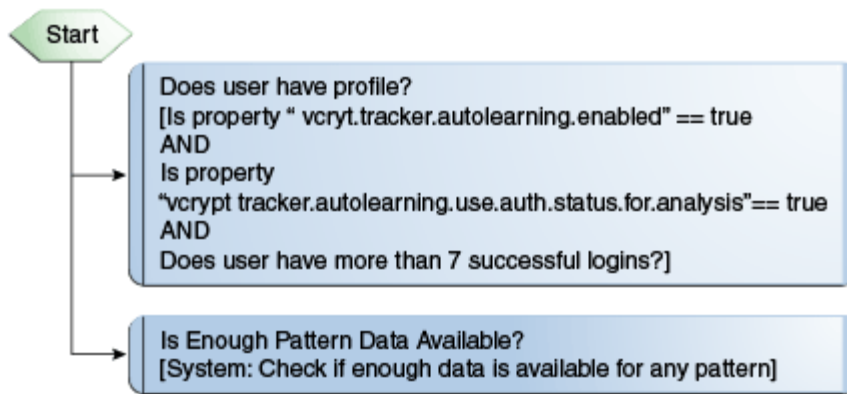 Start
Does user have profile?
[Is property “ vcryt.tracker.autolearning.enabled” == true
AND
Is property
“vcrypt tracker.autolearning.use.auth.status.for.analysis”== true
AND
Does user have more than 7 successful logins?]
Is Enough Pattern Data Available?
[System: Check if enough data is available for any pattern]